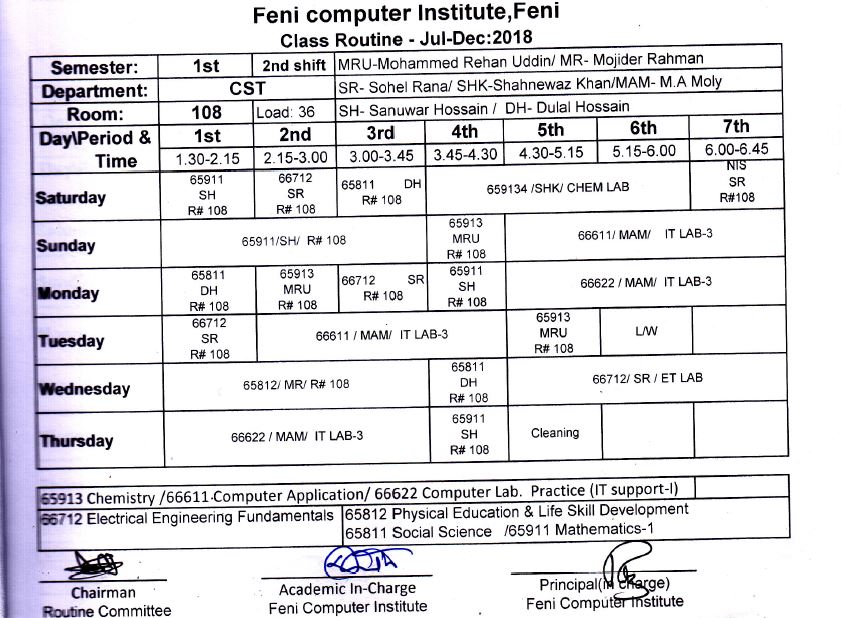 Feni computer Institute,Feni
Class Routine - Jul-Dec:2018
Semester: 1st 2nd shift MRU-Mohammed Rehan Uddin/ MR- Mojider Rahman
Department: CST SR- Sohel Rana/ SHK-Shahnewaz Khan/MAM- M.A Moly
Room: 108 Load: 36 SH- Sanuwar Hossain / DH- Dulal Hossain
Day\Period & 1st 2nd 3rd 4th 5th 6th 7th
Time 1.30-2.15 2.15-3.00 3.00-3.45 3.45-4.30 4.30-5.15 5.15-6.00 6.00-6.45
Saturday 65911 SH R# 108 66712 SR R# 108 65811 DH R# 108 659134 /SHK/ CHEM LAB NIS SR R#108
Sunday 65911/SH/ R# 108 65913 MRU R# 108 66611/ MAM/ IT LAB-3
Monday 65811 DH R# 108 65913 MRU R# 108 66712 SR R# 108 65911 SH R# 108 66622 / MAM/ IT LAB-3
Tuesday 66712 SR R# 108 66611 / MAM/ IT LAB-3 65913 MRU R# 108 L/W
Wednesday 65812/ MR/ R# 108 65811 DH R# 108 66712/ SR / ET LAB
Thursday 66622 / MAM/ IT LAB-3 65911 SH R# 108 Cleaning
65913 Chemistry /66611 Computer Application/ 66622 Computer Lab. Practice (IT support-I)
66712 Electrical Engineering Fundamentals 65812 Physical Education & Life Skill Development
65811 Social Science /65911 Mathematics-1
Chairman Academic In-Charge Principal(in charge)
Routine Committee Feni Computer Institute Feni Computer Institute